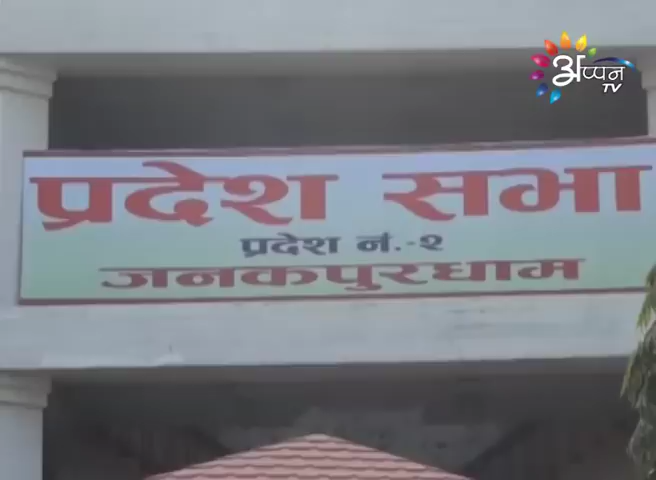 अप्पन
TV
प्रदेश सभा
प्रदेश नं.-२
जनकपुरधाम